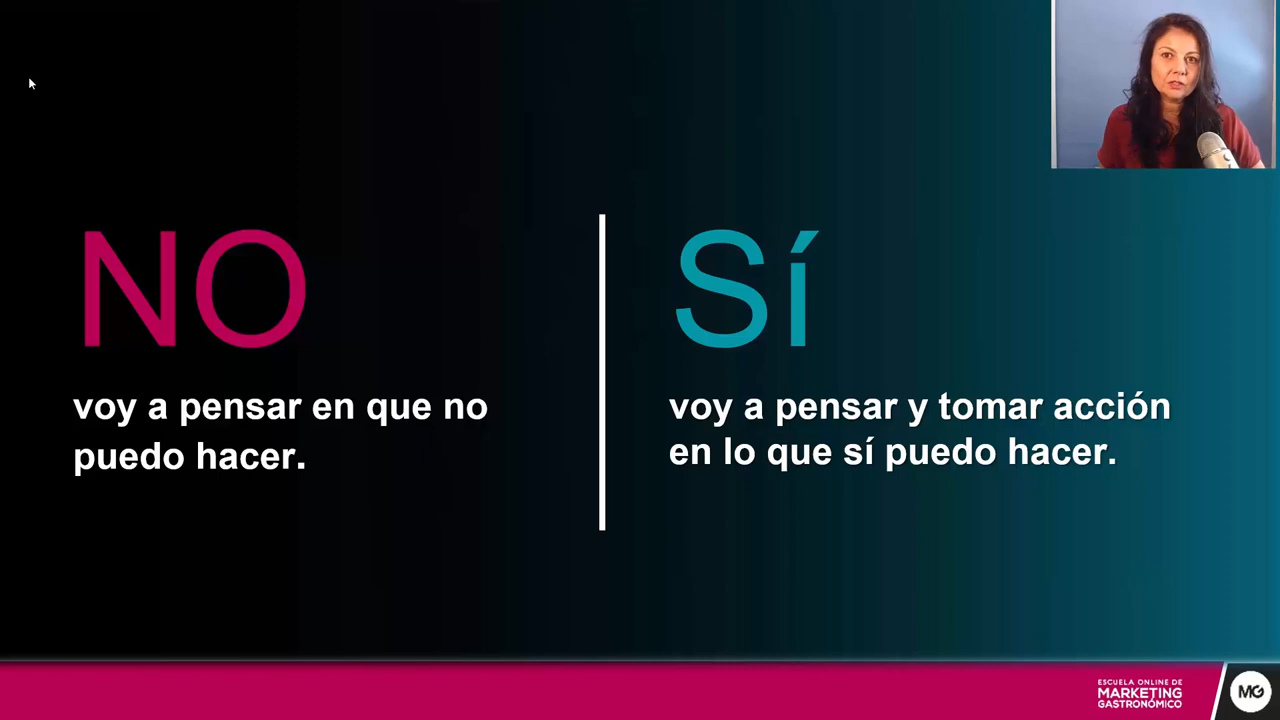 NO
voy a pensar en que no
puedo hacer.
Sí
voy a pensar y tomar acción
en lo que sí puedo hacer.
ESCUELA ONLINE DE
MARKETING
GASTRONÓMICO
MG